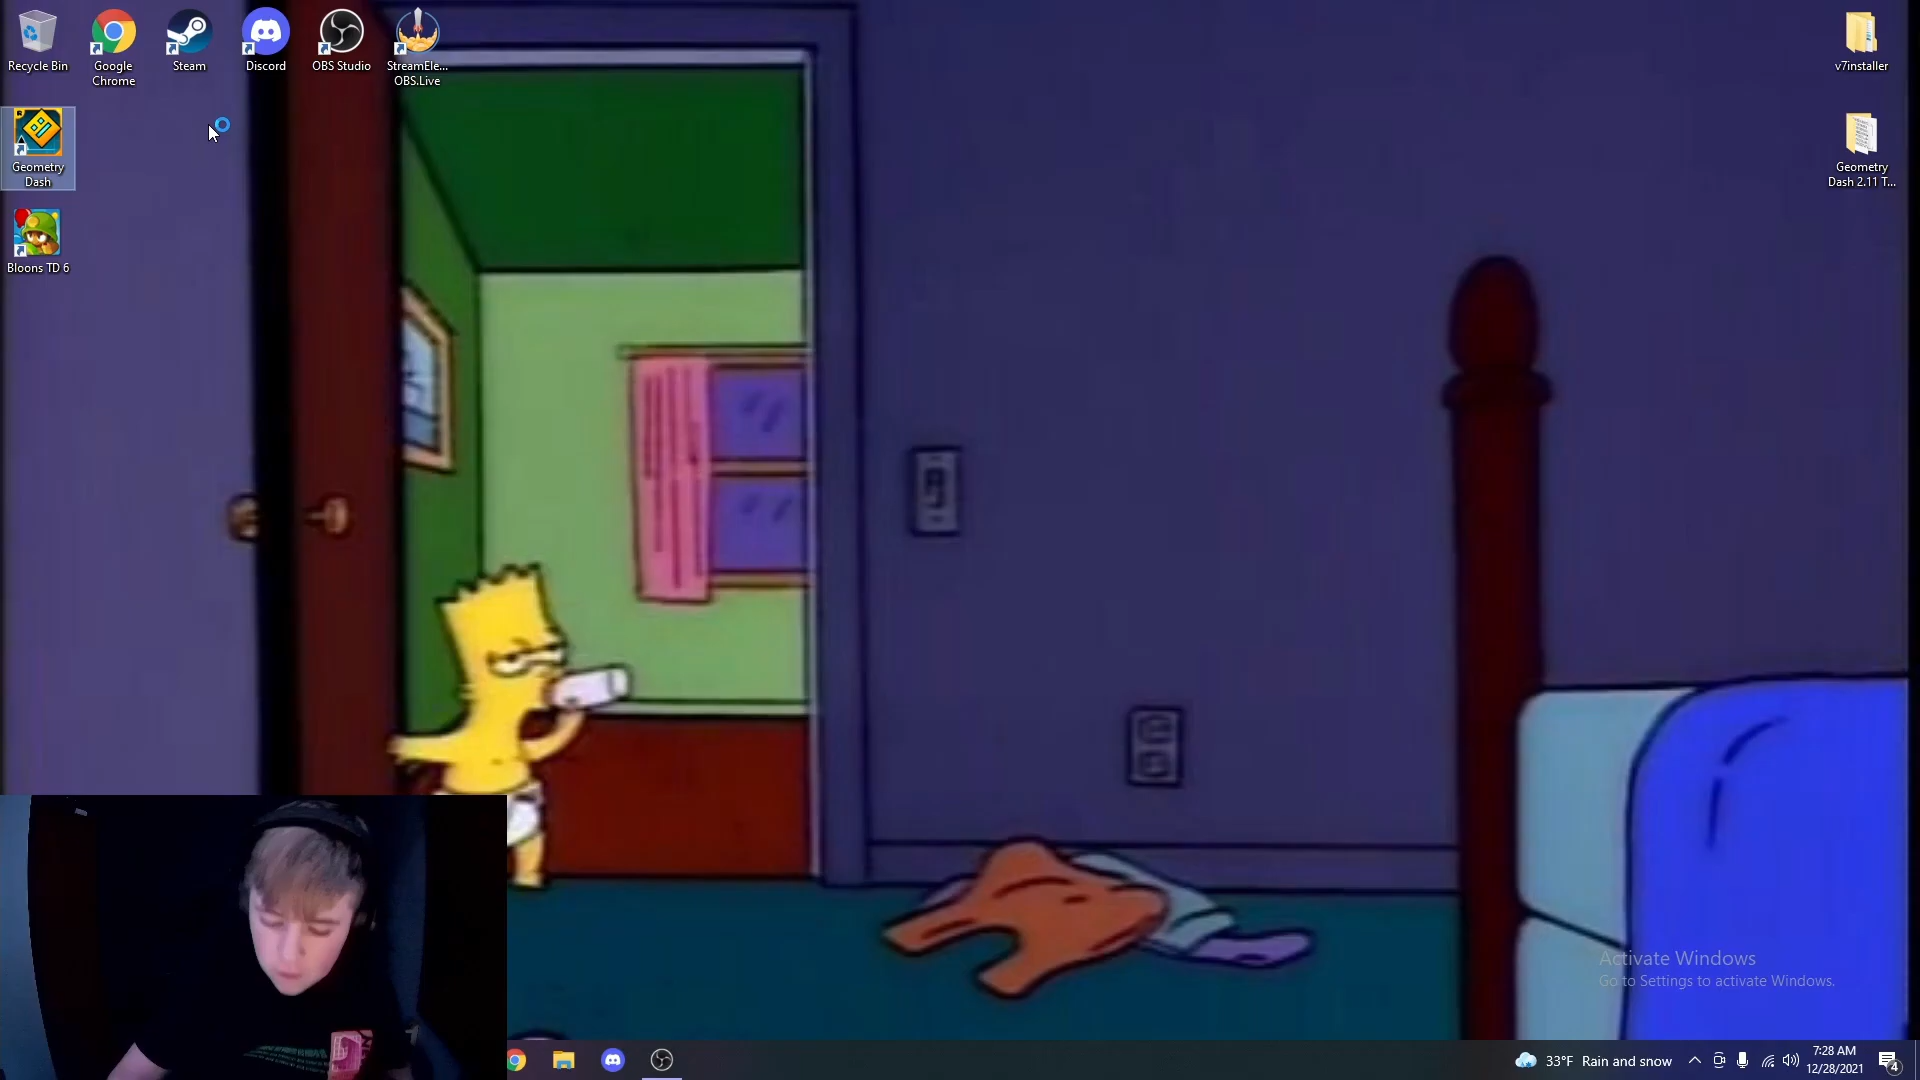 Recycle Bin
Google
Chrome
Steam
Discord
OBS Studio
StreamEle...
OBS.Live
v7installer
Geometry
Dash
Geometry
Dash 2.11 T...
Bloons TD 6
Activate Windows
Go to Settings to activate Windows.
33°F Rain and snow
7:28 AM
12/28/2021
4